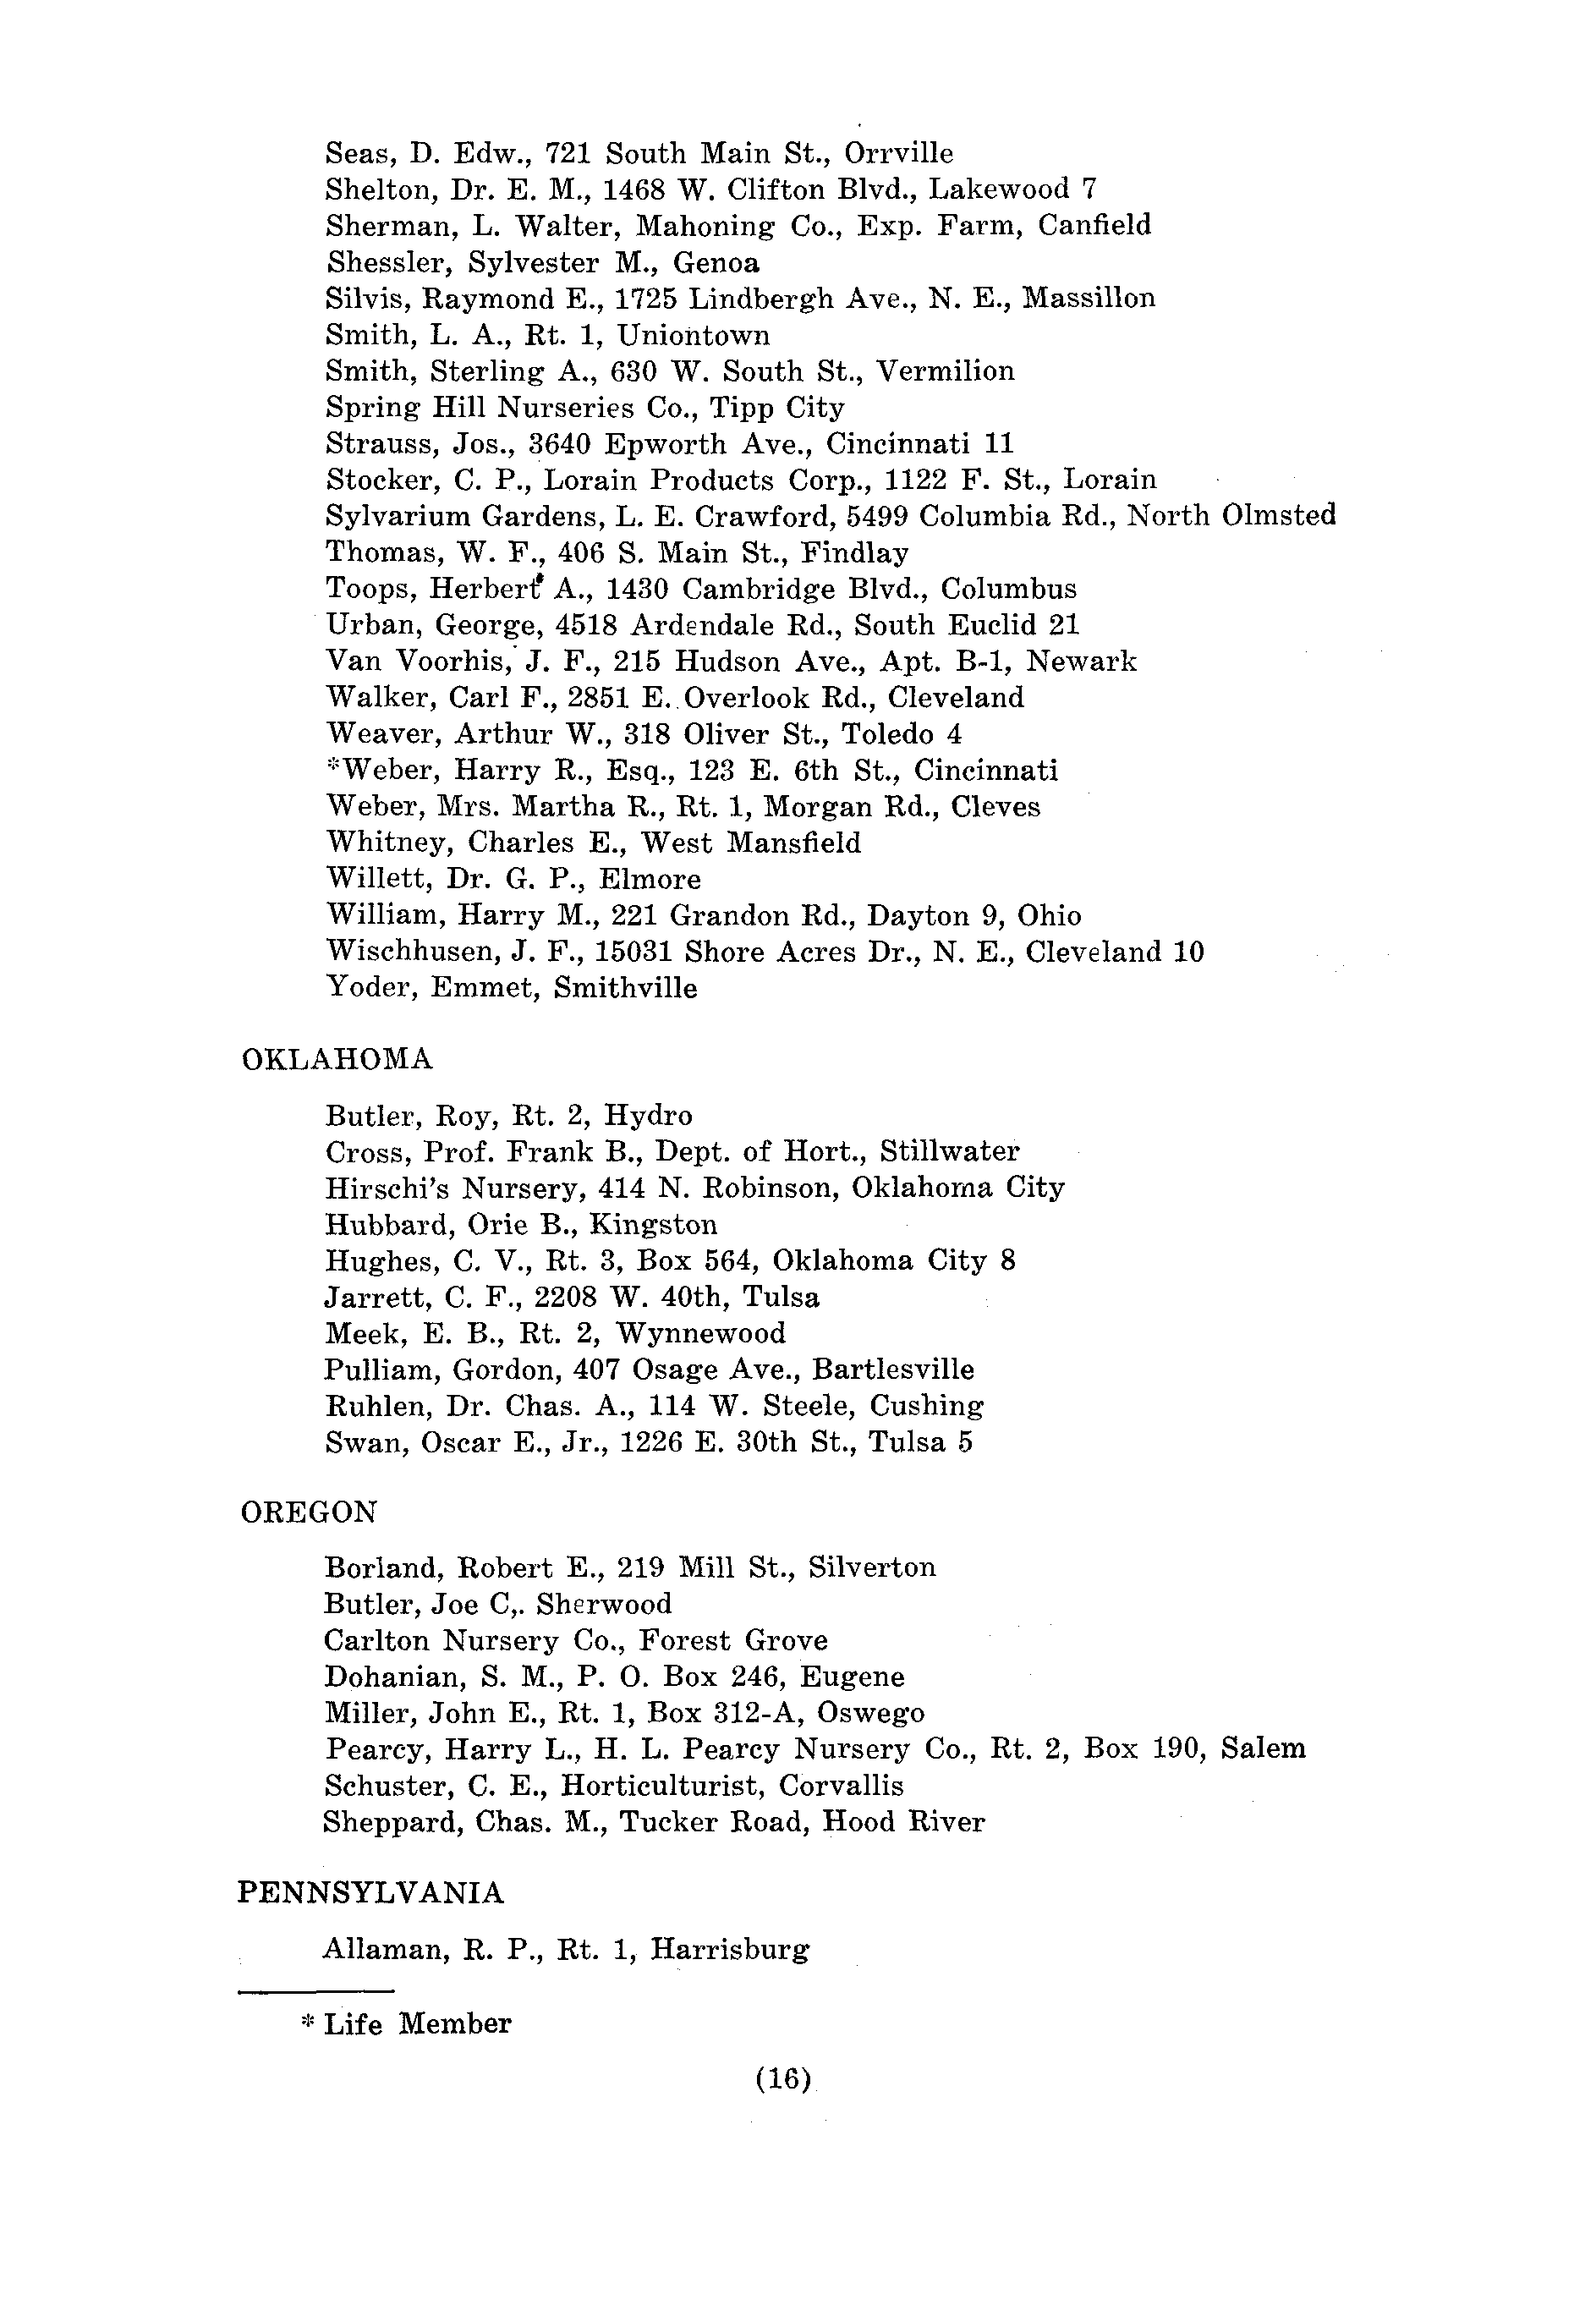 Seas, D. Edw., 721 South Main St., Orrville
Shelton, Dr. E. M., 1468 W. Clifton Blvd., Lakewood 7
Sherman, L. Walter, Mahoning Co., Exp. Farm, Canfield
Shessler, Sylvester M., Genoa
Silvis, Raymond E., 1725 Lindbergh Ave., N. E., Massillon
Smith, L. A., Rt. 1, Uniontown
Smith, Sterling A., 630 W. South St., Vermilion
Spring Hill Nurseries Co., Tipp City
Strauss, Jos., 3640 Epworth Ave., Cincinnati 11
Stocker, C. P., Lorain Products Corp., 1122 F. St., Lorain
Sylvarium Gardens, L. E. Crawford, 5499 Columbia Rd., North Olmsted
Thomas, W. F., 406 S. Main St., Findlay
Toops, Herbert A., 1430 Cambridge Blvd., Columbus
Urban, George, 4518 Ardendale Rd., South Euclid 21
Van Voorhis, J. F., 215 Hudson Ave., Apt. B-1, Newark
Walker, Carl F., 2851 E. Overlook Rd., Cleveland
Weaver, Arthur W., 318 Oliver St., Toledo 4
*Weber, Harry R., Esq., 123 E. 6th St., Cincinnati
Weber, Mrs. Martha R., Rt. 1, Morgan Rd., Cleves
Whitney, Charles E., West Mansfield
Willett, Dr. G. P., Elmore
William, Harry M., 221 Grandon Rd., Dayton 9, Ohio
Wischhusen, J. F., 15031 Shore Acres Dr., N. E., Cleveland 10
Yoder, Emmet, Smithville
OKLAHOMA
Butler, Roy, Rt. 2, Hydro
Cross, Prof. Frank B., Dept. of Hort., Stillwater
Hirschi's Nursery, 414 N. Robinson, Oklahoma City
Hubbard, Orie B., Kingston
Hughes, C. V., Rt. 3, Box 564, Oklahoma City 8
Jarrett, C. F., 2208 W. 40th, Tulsa
Meek, E. B., Rt. 2, Wynnewood
Pulliam, Gordon, 407 Osage Ave., Bartlesville
Ruhlen, Dr. Chas. A., 114 W. Steele, Cushing
Swan, Oscar E., Jr., 1226 E. 30th St., Tulsa 5
OREGON
Borland, Robert E., 219 Mill St., Silverton
Butler, Joe C,. Sherwood
Carlton Nursery Co., Forest Grove
Dohanian, S. M., P. O. Box 246, Eugene
Miller, John E., Rt. 1, Box 312-A, Oswego
Pearcy, Harry L., H. L. Pearcy Nursery Co., Rt. 2, Box 190, Salem
Schuster, C. E., Horticulturist, Corvallis
Sheppard, Chas. M., Tucker Road, Hood River
PENNSYLVANIA
Allaman, R. P., Rt. 1, Harrisburg
* Life Member
(16)